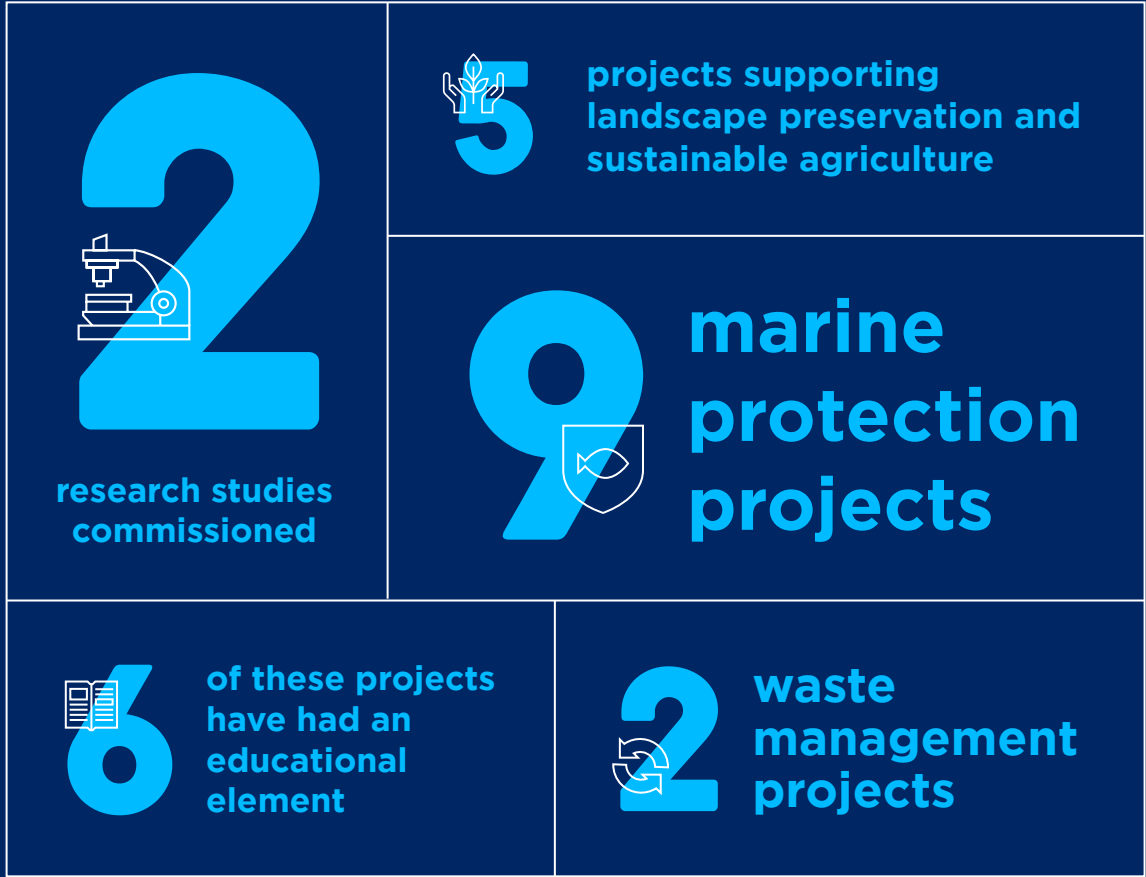 2
research studies
commissioned
5
projects supporting
landscape preservation and
sustainable agriculture
9
marine
protection
projects
6
of these projects
have had an
educational
element
2
waste
management
projects